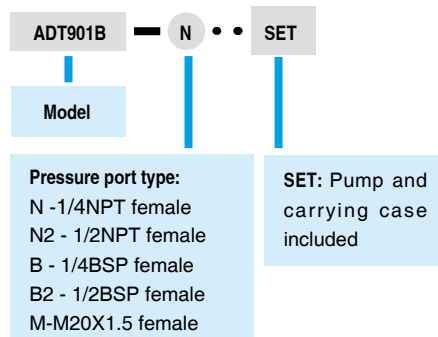 ADT901B — N • • SET
Model
Pressure port type:
N -1/4NPT female
N2 - 1/2NPT female
B - 1/4BSP female
B2 - 1/2BSP female
M-M20X1.5 female
SET: Pump and
carrying case
included